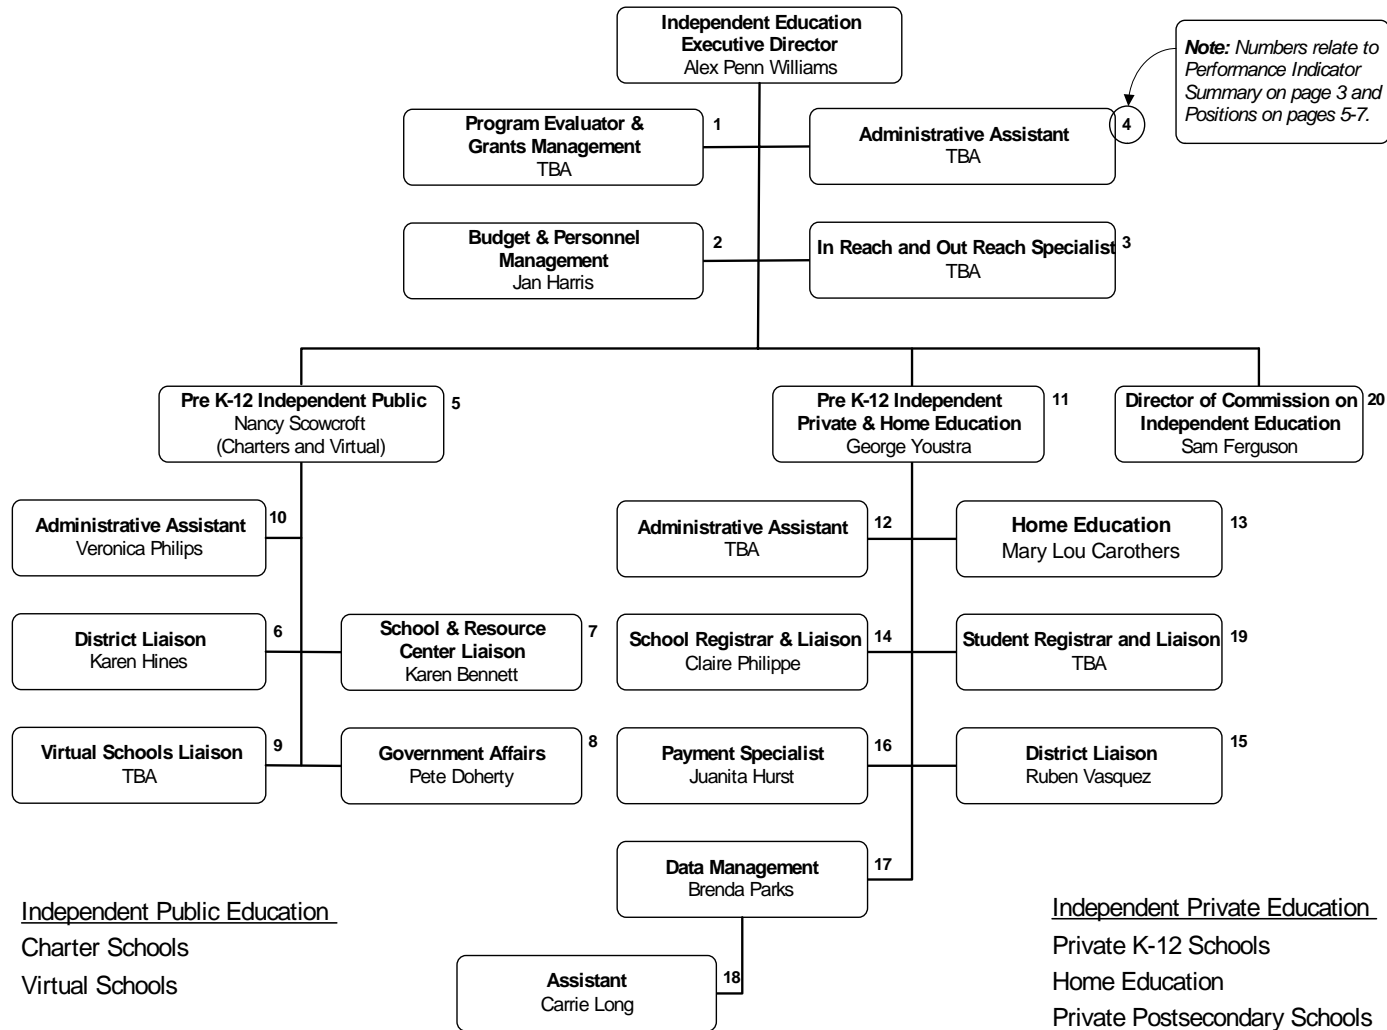 Independent Education
Executive Director
Alex Penn Williams
Note: Numbers relate to
Performance Indicator
Summary on page 3 and
Positions on pages 5-7.
Program Evaluator &
Grants Management
TBA
1
Administrative Assistant
TBA
4
Budget & Personnel
Management
Jan Harris
2
In Reach and Out Reach Specialist
TBA
3
Pre K-12 Independent Public
Nancy Scowcroft
(Charters and Virtual)
5
Pre K-12 Independent
Private & Home Education
George Youstra
11
Director of Commission on
Independent Education
Sam Ferguson
20
Administrative Assistant
Veronica Philips
10
Administrative Assistant
TBA
12
Home Education
Mary Lou Carothers
13
District Liaison
Karen Hines
6
School & Resource
Center Liaison
Karen Bennett
7
School Registrar & Liaison
Claire Philippe
14
Student Registrar and Liaison
TBA
19
Virtual Schools Liaison
TBA
9
Government Affairs
Pete Doherty
8
Payment Specialist
Juanita Hurst
16
District Liaison
Ruben Vasquez
15
Data Management
Brenda Parks
17
Assistant
Carrie Long
18
Independent Public Education
Charter Schools
Virtual Schools
Independent Private Education
Private K-12 Schools
Home Education
Private Postsecondary Schools